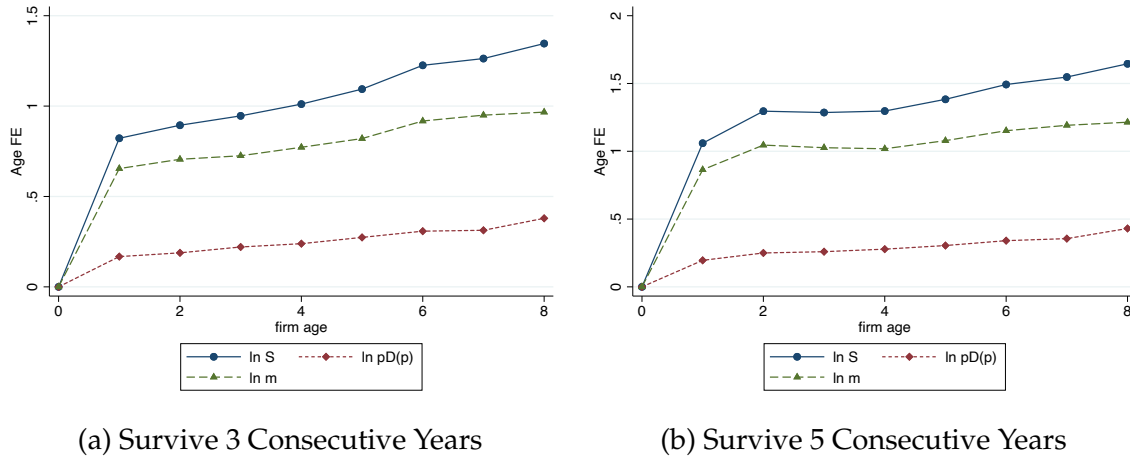 1.5
1
.5
0
Age FE
0 2 4 6 8
firm age
ln S ln pD(p)
ln m
(a) Survive 3 Consecutive Years
2
1.5
1
.5
0
Age FE
0 2 4 6 8
firm age
ln S ln pD(p)
ln m
(b) Survive 5 Consecutive Years